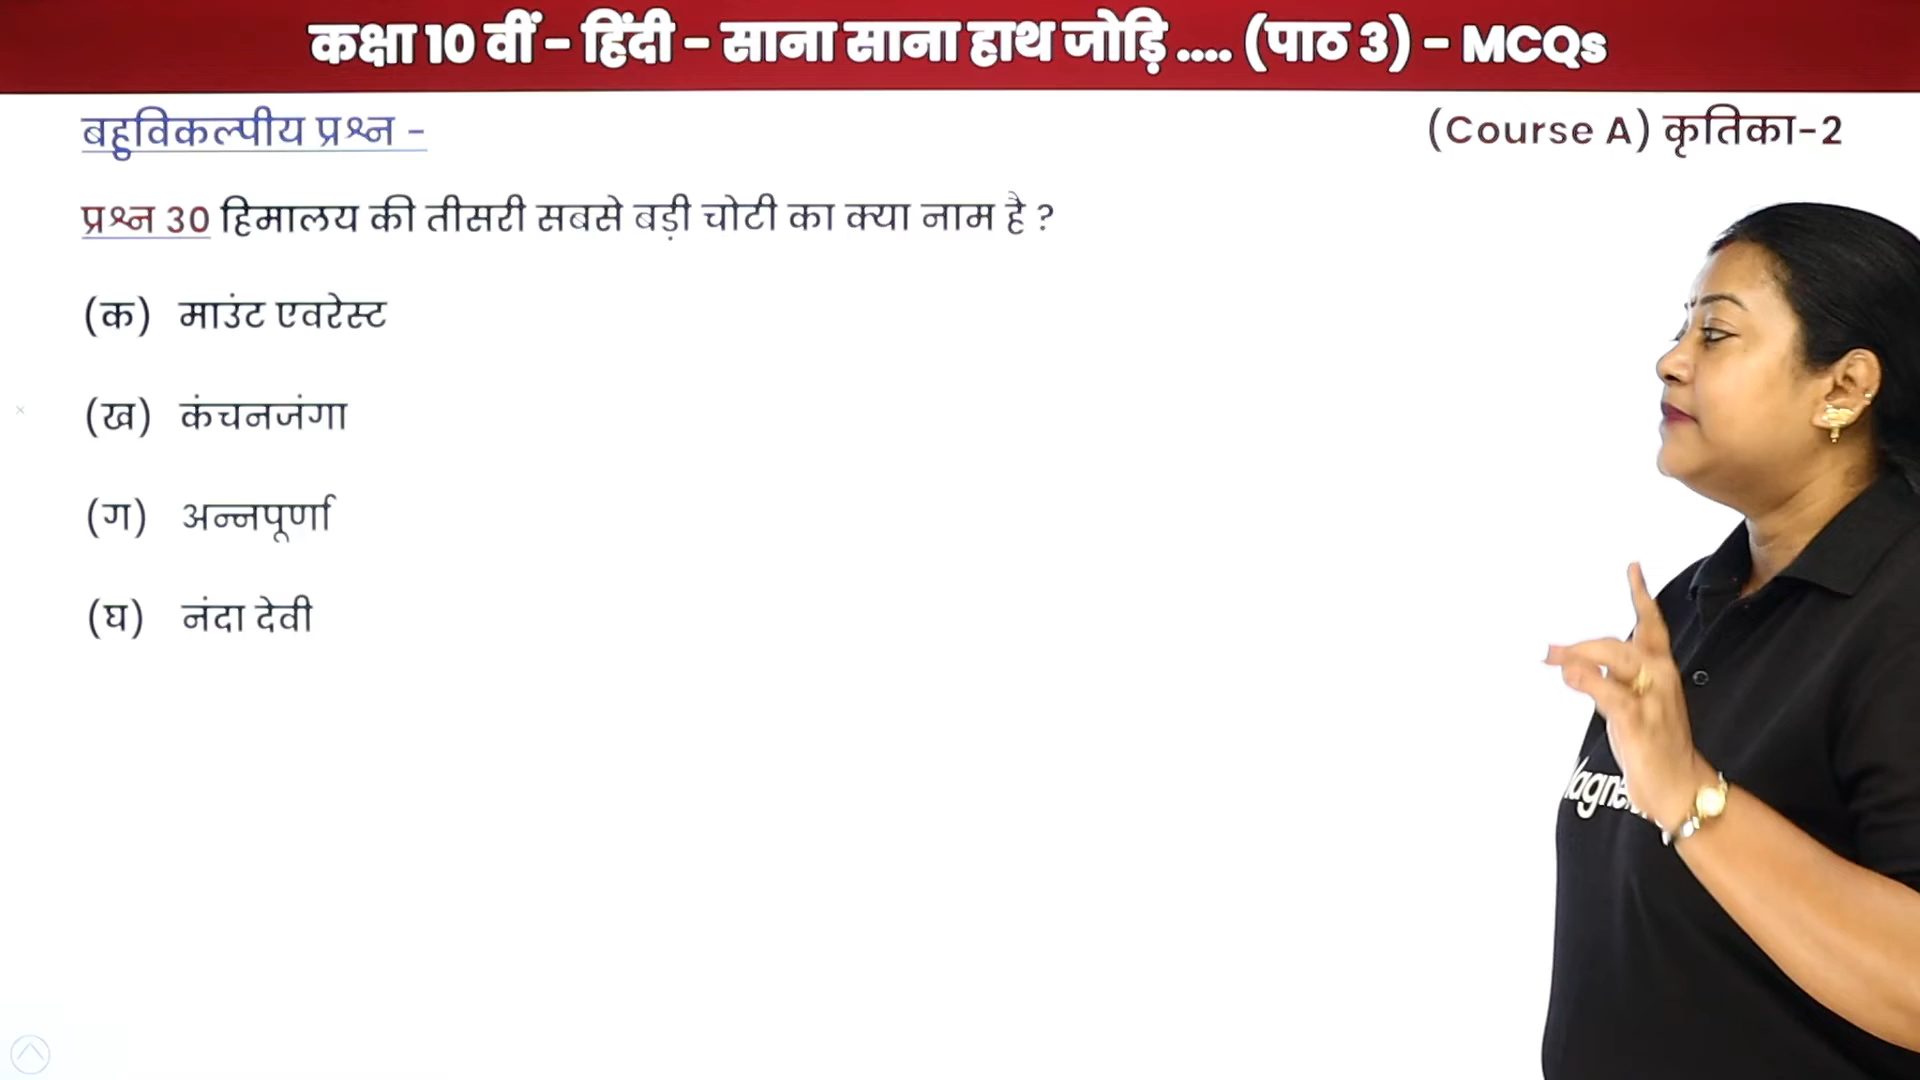 कक्षा 10 वीं - हिंदी - साना साना हाथ जोड़ि .... (पाठ 3) - MCQs
बहुविकल्पीय प्रश्न -
(Course A) कृतिका-2
प्रश्न 30 हिमालय की तीसरी सबसे बड़ी चोटी का क्या नाम है ?
(क) माउंट एवरेस्ट
(ख) कंचनजंगा
(ग) अन्नपूर्णा
(घ) नंदा देवी